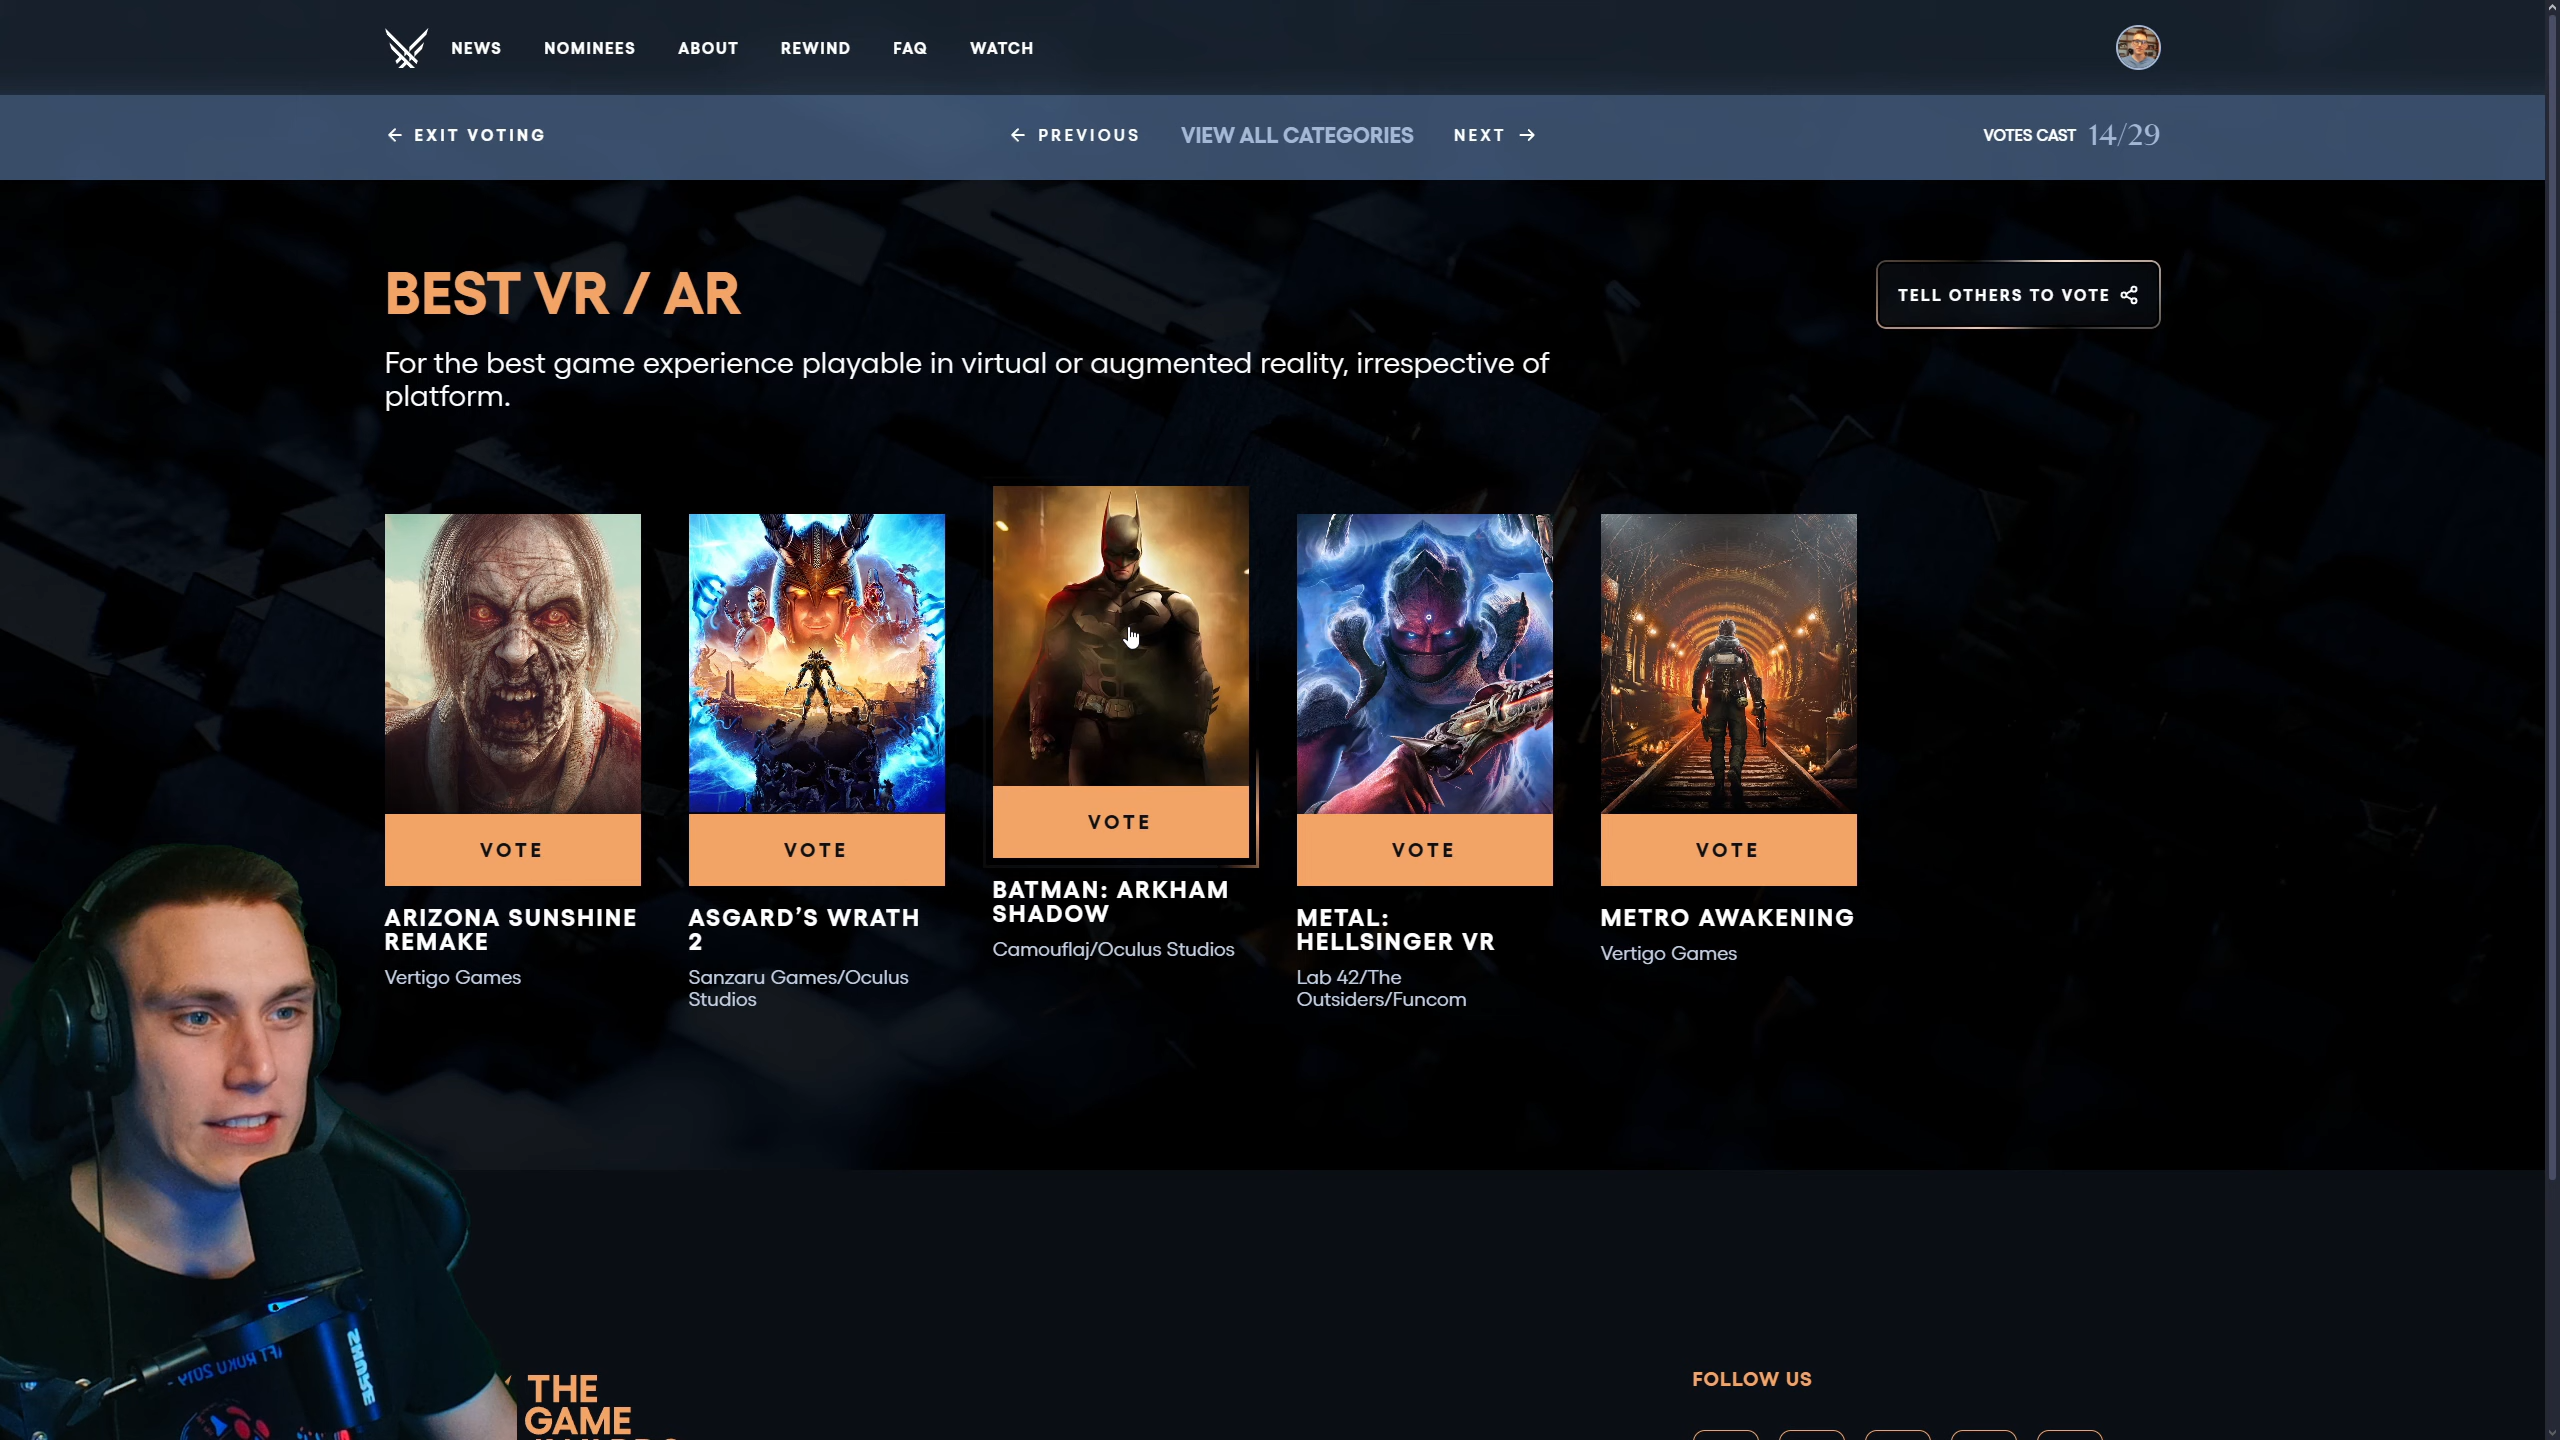 NEWS NOMINEES ABOUT REWIND FAQ WATCH
EXIT VOTING PREVIOUS VIEW ALL CATEGORIES NEXT VOTES CAST 14/29
BEST VR / AR
TELL OTHERS TO VOTE
For the best game experience playable in virtual or augmented reality, irrespective of
platform.
VOTE
ARIZONA SUNSHINE
REMAKE
Vertigo Games
VOTE
ASGARD’S WRATH
2
Sanzaru Games/Oculus
Studios
VOTE
BATMAN: ARKHAM
SHADOW
Camouflaj/Oculus Studios
VOTE
METAL:
HELLSINGER VR
Lab 42/The
Outsiders/Funcom
VOTE
METRO AWAKENING
Vertigo Games
SHURE
THE
GAME
FOLLOW US